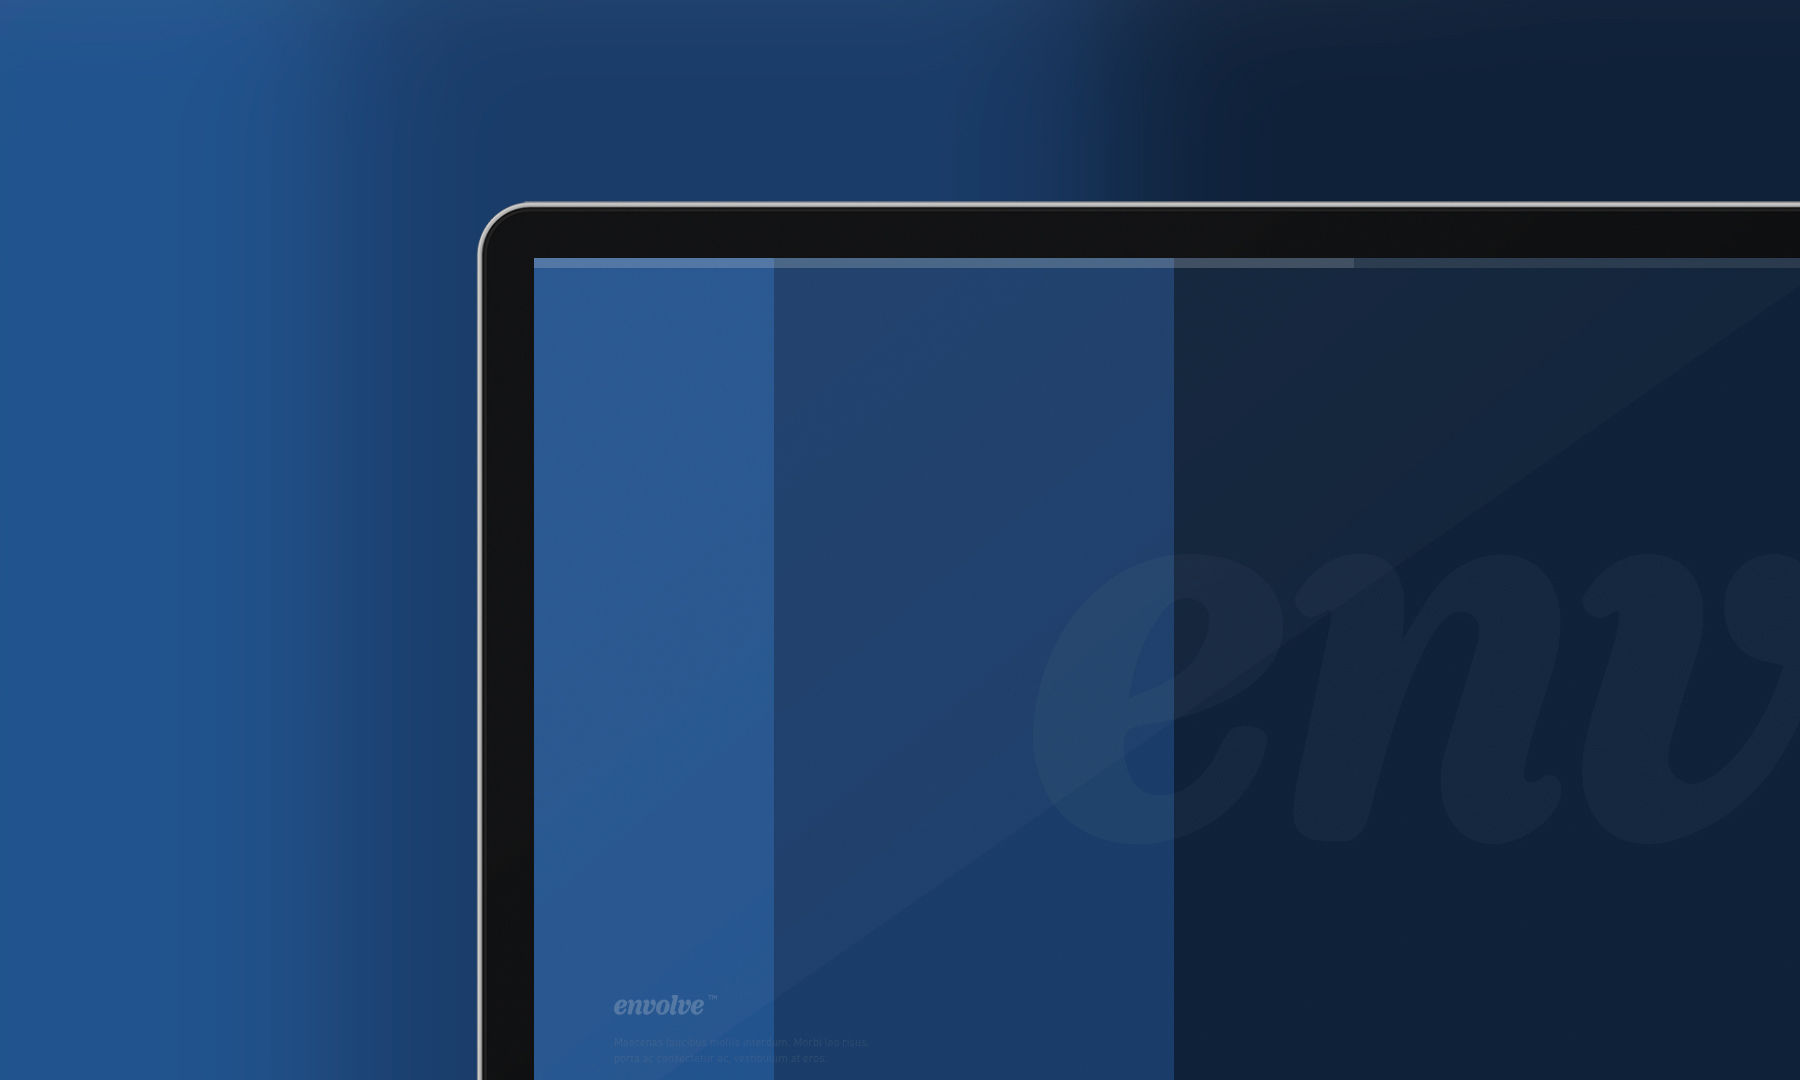 env
envolve™
Maecenas faucibus mollis interdum. Morbi leo risus,
porta ac consectetur ac, vestibulum at eros.